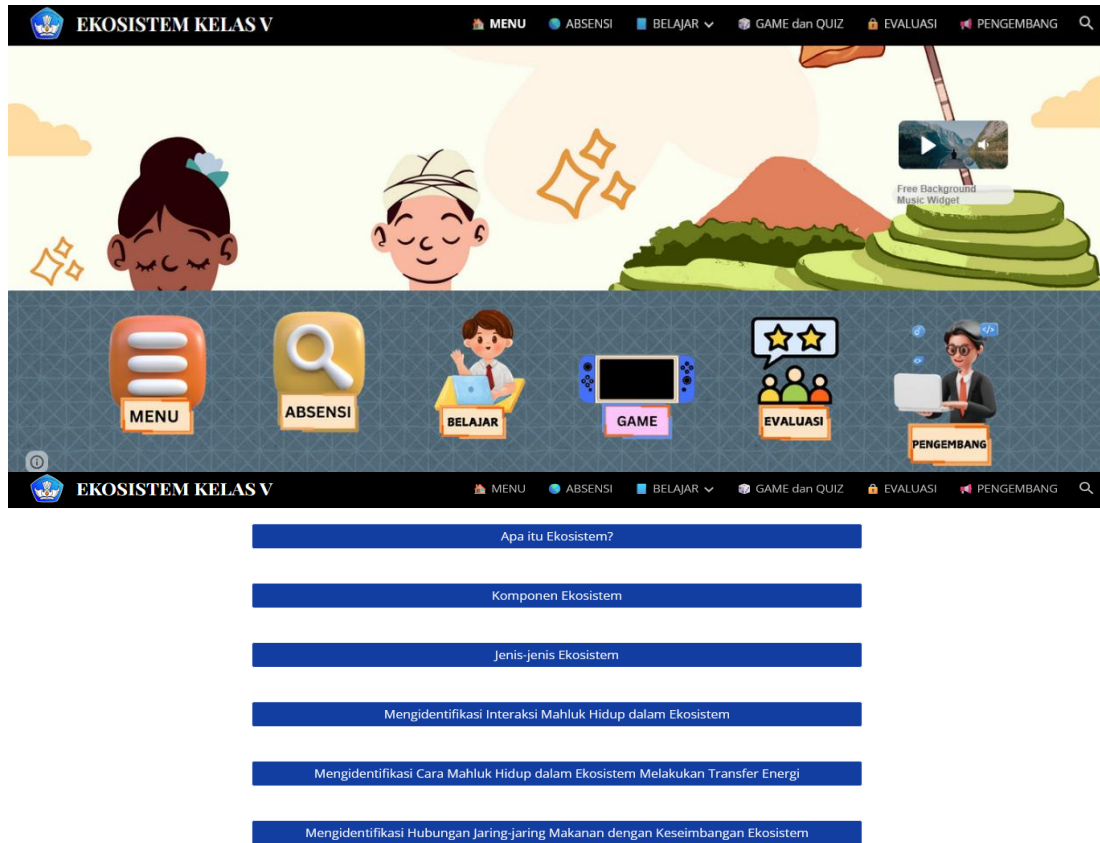 EKOSISTEM KELAS V
MENU
ABSENSI
BELAJAR
GAME dan QUIZ
EVALUASI
PENGEMBANG
Free Background
Music Widget
MENU
ABSENSI
BELAJAR
GAME
EVALUASI
PENGEMBANG
EKOSISTEM KELAS V
MENU
ABSENSI
BELAJAR
GAME dan QUIZ
EVALUASI
PENGEMBANG
Apa itu Ekosistem?
Komponen Ekosistem
Jenis-jenis Ekosistem
Mengidentifikasi Interaksi Mahluk Hidup dalam Ekosistem
Mengidentifikasi Cara Mahluk Hidup dalam Ekosistem Melakukan Transfer Energi
Mengidentifikasi Hubungan Jaring-jaring Makanan dengan Keseimbangan Ekosistem